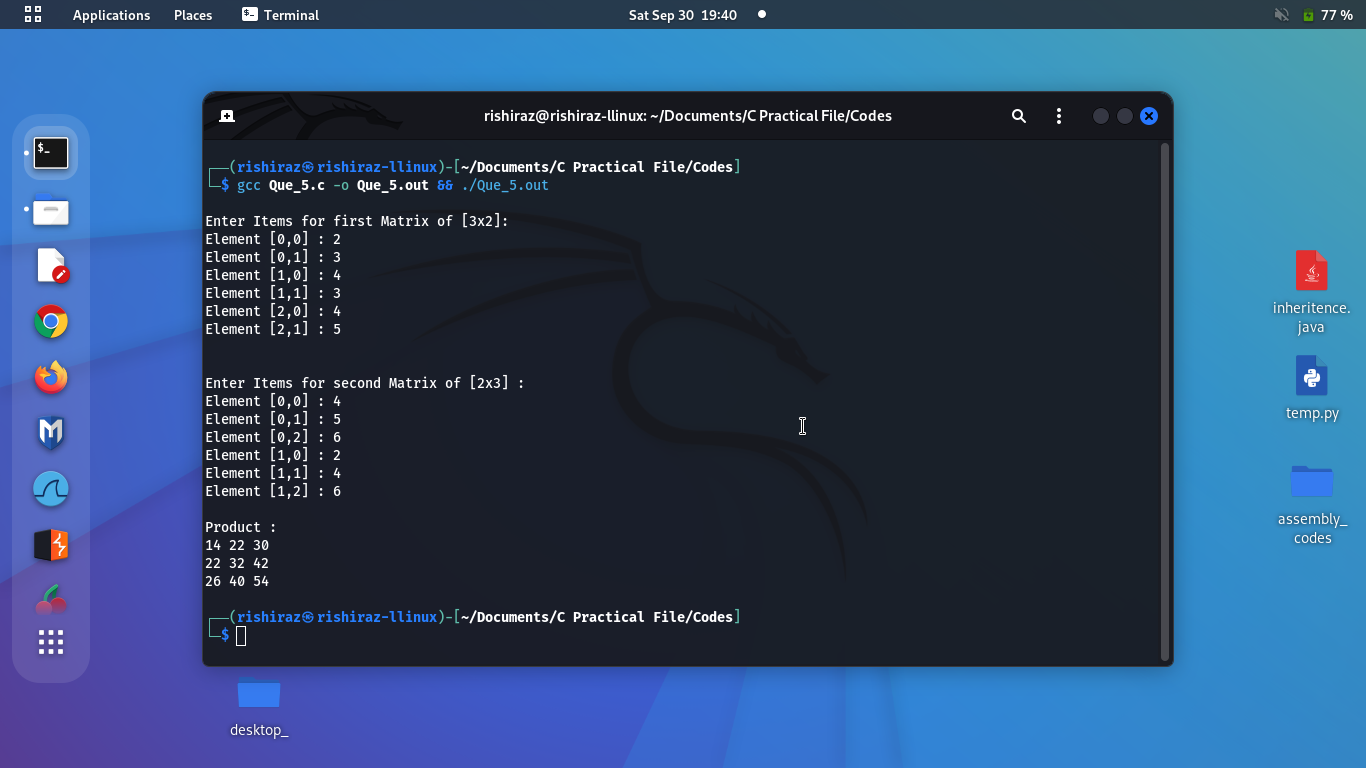 Applications Places Terminal Sat Sep 30 19:40 77 %
rishiraz@rishiraz-llinux: ~/Documents/C Practical File/Codes
┌──(rishiraz㉿rishiraz-llinux)-[~/Documents/C Practical File/Codes]
└─$ gcc Que_5.c -o Que_5.out && ./Que_5.out
Enter Items for first Matrix of [3x2]:
Element [0,0] : 2
Element [0,1] : 3
Element [1,0] : 4
Element [1,1] : 3
Element [2,0] : 4
Element [2,1] : 5
Enter Items for second Matrix of [2x3] :
Element [0,0] : 4
Element [0,1] : 5
Element [0,2] : 6
Element [1,0] : 2
Element [1,1] : 4
Element [1,2] : 6
Product :
14 22 30
22 32 42
26 40 54
┌──(rishiraz㉿rishiraz-llinux)-[~/Documents/C Practical File/Codes]
└─$
$_
inheritence.
java
temp.py
assembly_
codes
desktop_